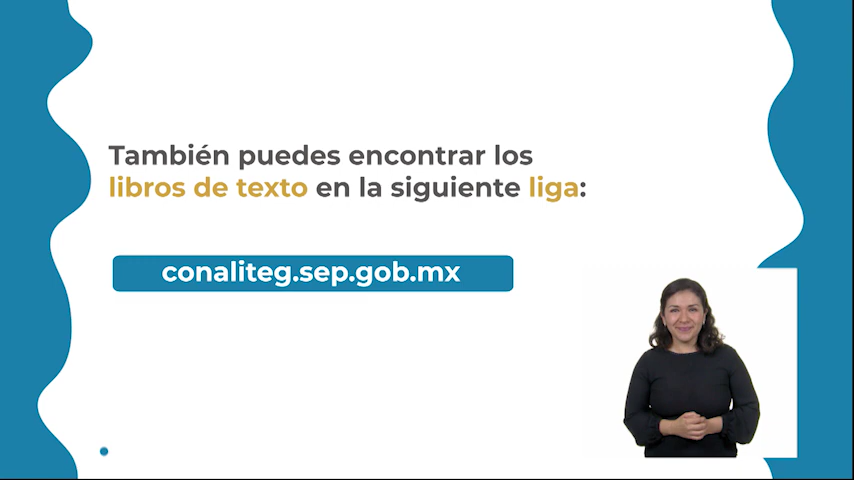 También puedes encontrar los
libros de texto en la siguiente liga:
conaliteg.sep.gob.mx